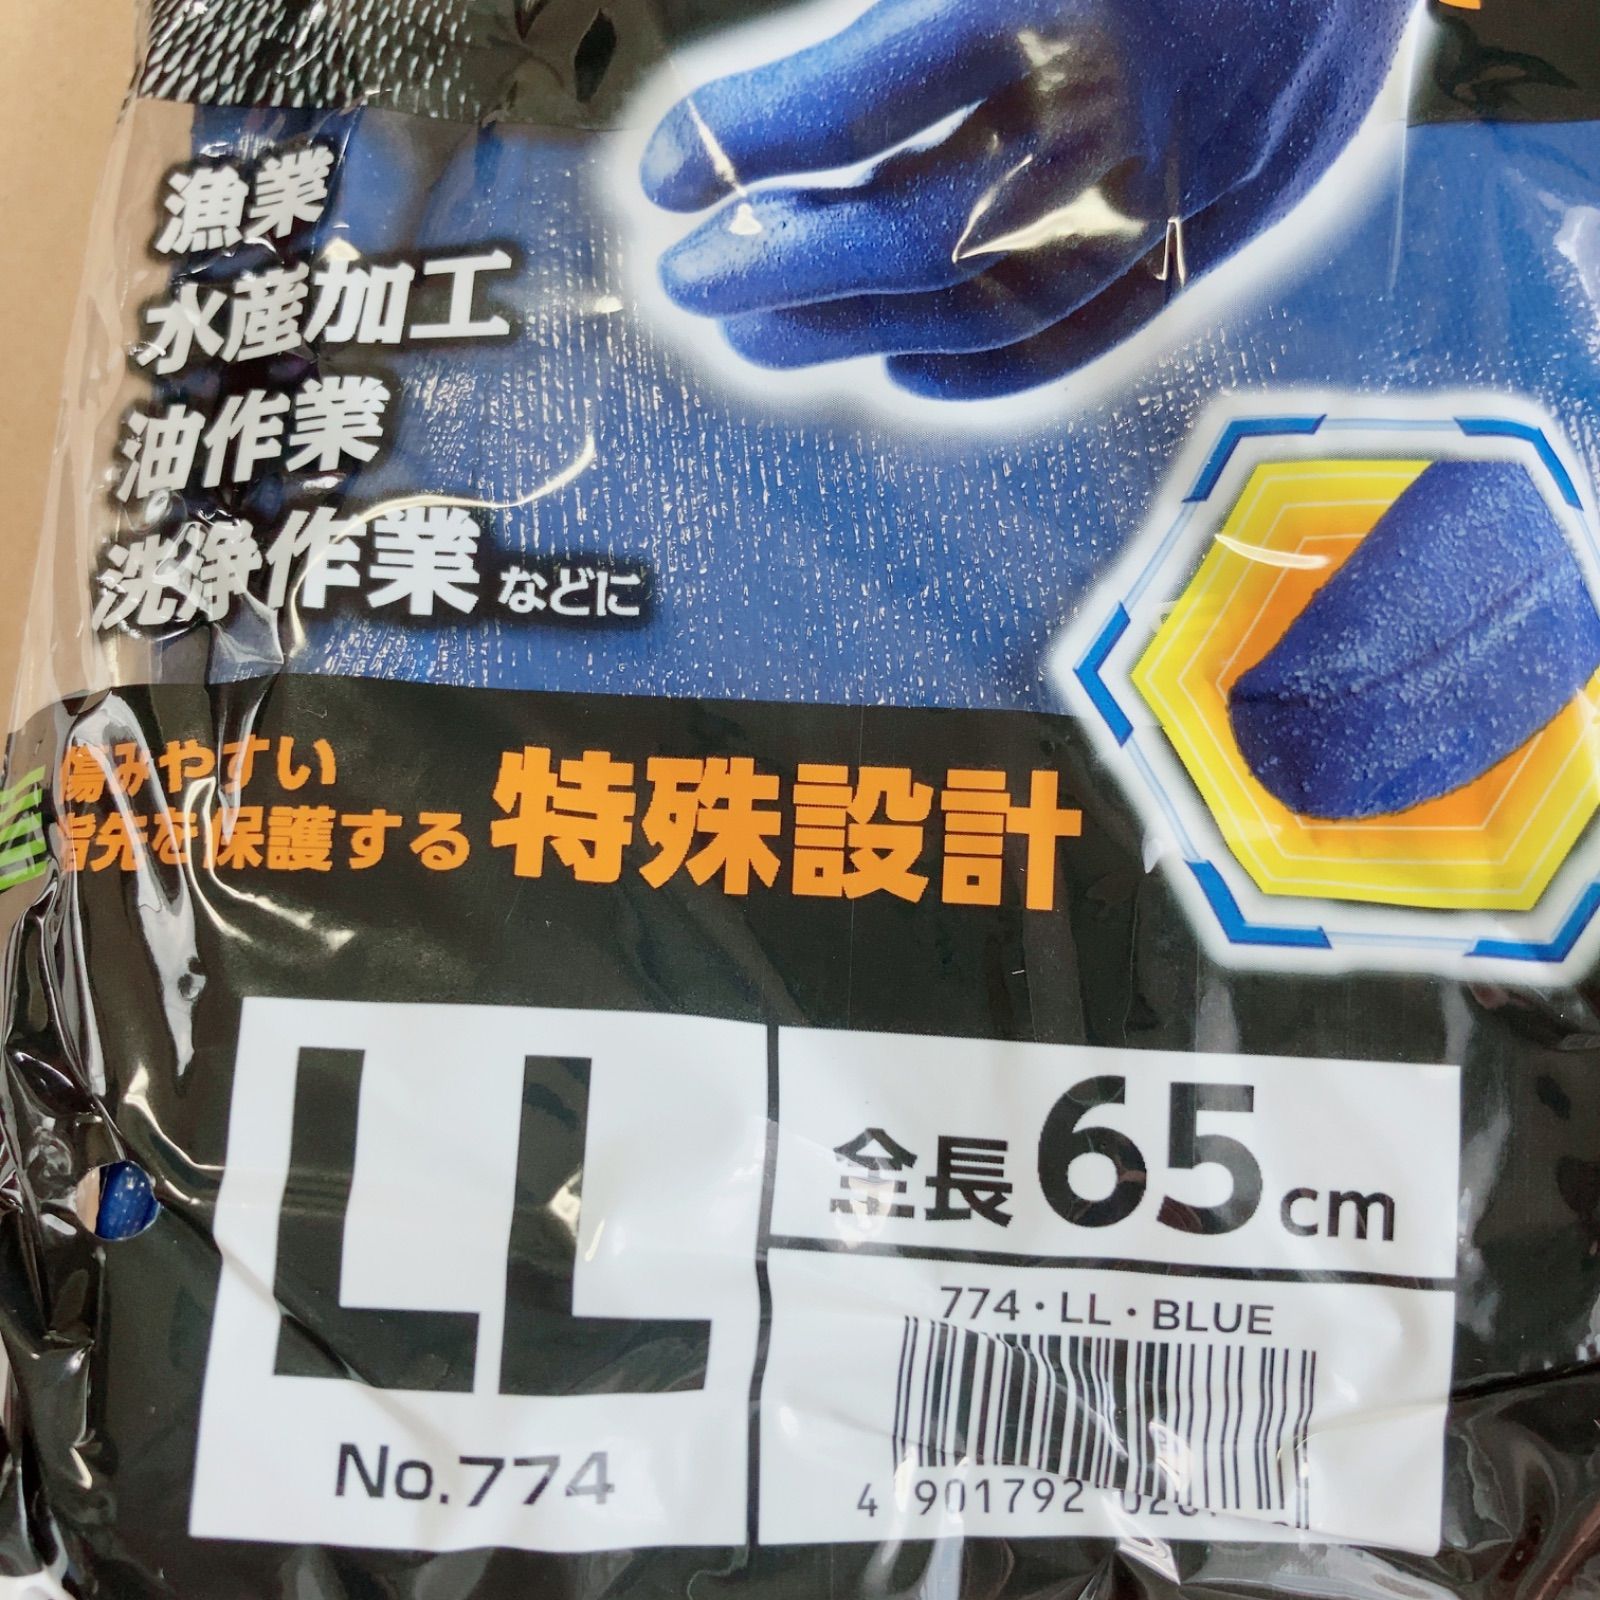 漁業
水産加工
油作業
洗浄作業などに
傷みやすい
指先を保護する特殊設計
LL
No.774
全長65cm
774・LL・BLUE
4 901792